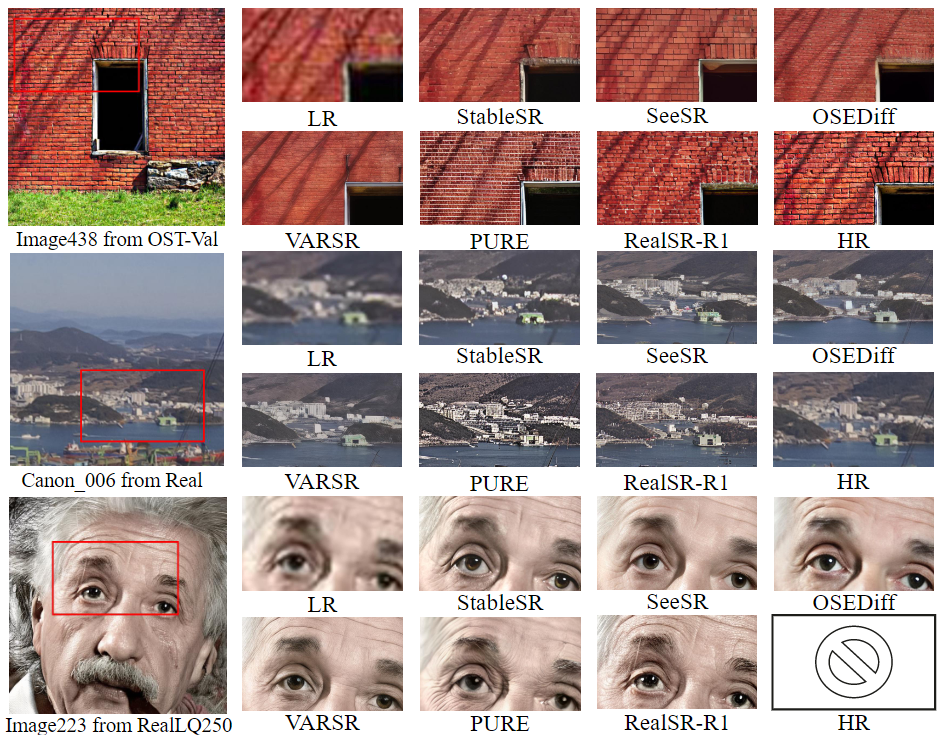 LR StableSR SeeSR OSEDiff
Image438 from OST-Val VARSR PURE RealSR-R1 HR
LR StableSR SeeSR OSEDiff
Canon_006 from Real VARSR PURE RealSR-R1 HR
LR StableSR SeeSR OSEDiff
Image223 from RealLQ250 VARSR PURE RealSR-R1 HR